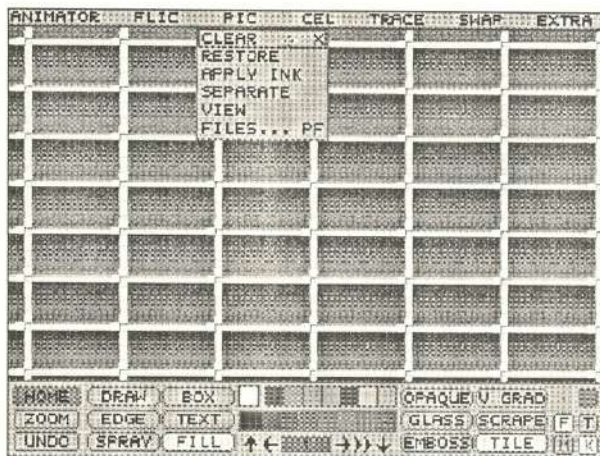 ANIMATOR FLIC PIC CEL TRACE SWAP EXTRA
CLEAR X
RESTORE
APPLY INK
SEPARATE
VIEW
FILES... PF
HOME DRAW BOX OPAQUE V GRAD
ZOOM EDGE TEXT GLASS SCRAPE F T
UNDO SPRAY FILL EMBOSS TILE K